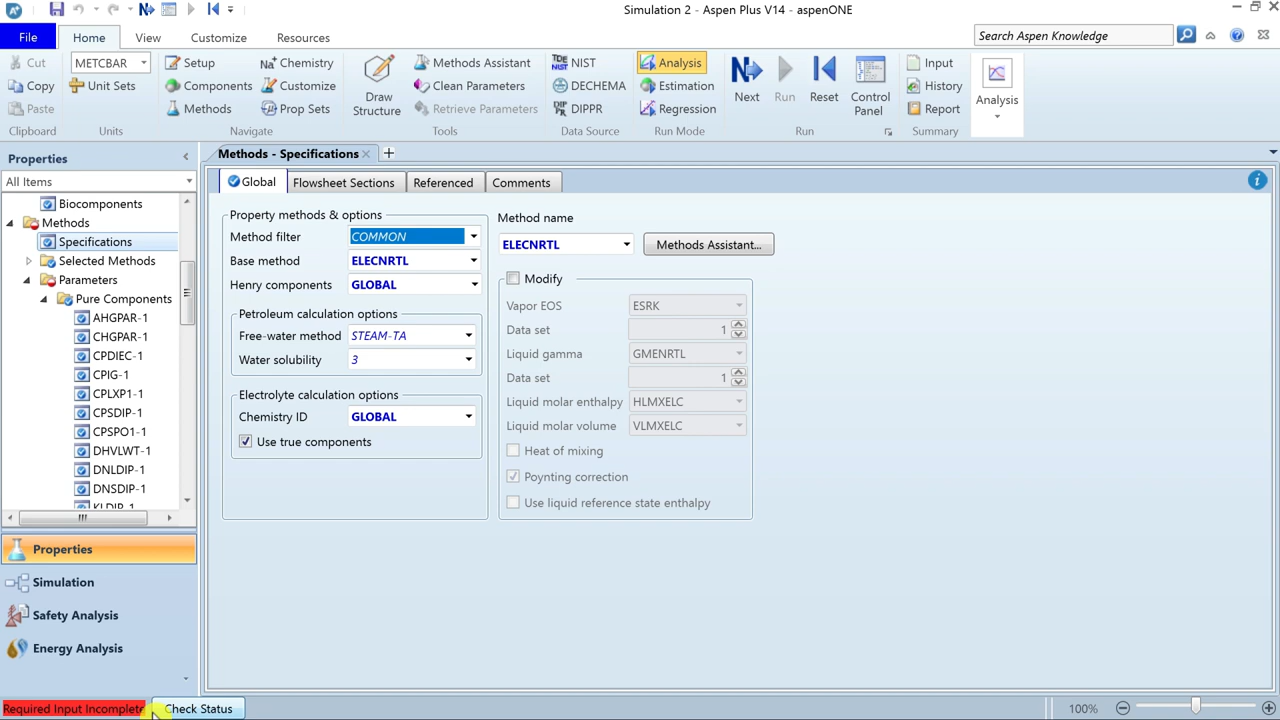 Simulation 2 - Aspen Plus V14 - aspenONE
File
Home
View
Customize
Resources
Search Aspen Knowledge
Cut
Copy
Paste
Clipboard
METCBAR
Unit Sets
Units
Setup
Components
Methods
Chemistry
Customize
Prop Sets
Navigate
Draw
Structure
Methods Assistant
Clean Parameters
Retrieve Parameters
Tools
NIST
DECHEMA
DIPPR
Data Source
Analysis
Estimation
Regression
Run Mode
Next
Run
Reset
Control
Panel
Run
Input
History
Report
Summary
Analysis
Properties
All Items
Biocomponents
Methods
Specifications
Selected Methods
Parameters
Pure Components
AHGPAR-1
CHGPAR-1
CPDIEC-1
CPIG-1
CPLXP1-1
CPSDIP-1
CPSPO1-1
DHVLWT-1
DNLDIP-1
DNSDIP-1
KLDIP-1
Properties
Simulation
Safety Analysis
Energy Analysis
Methods - Specifications
Global
Flowsheet Sections
Referenced
Comments
Property methods & options
Method filter COMMON
Base method ELECNRTL
Henry components GLOBAL
Petroleum calculation options
Free-water method STEAM-TA
Water solubility 3
Electrolyte calculation options
Chemistry ID GLOBAL
Use true components
Method name
ELECNRTL
Methods Assistant...
Modify
Vapor EOS ESRK
Data set 1
Liquid gamma GMENRTL
Data set 1
Liquid molar enthalpy HLMXELC
Liquid molar volume VLMXELC
Heat of mixing
Poynting correction
Use liquid reference state enthalpy
Required Input Incomplete
Check Status
100%